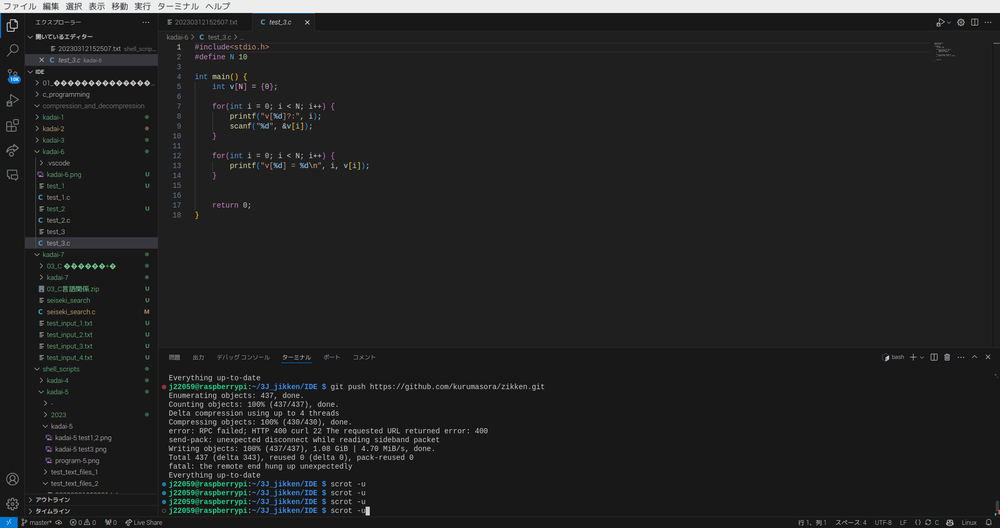 ファイル 編集 選択 表示 移動 実行 ターミナル ヘルプ
エクスプローラー
開いているエディター
20230312152507.txt shell_scrip...
test_3.c kadai-6
IDE
01_���������������...
c_programming
compression_and_decompression
kadai-1
kadai-2
kadai-3
kadai-6
.vscode
kadai-6.png U
test_1 U
C test_1.c
test_2 U
C test_2.c
test_3
C test_3.c
kadai-7
03_C ������+�
kadai-7
03_C言語関係.zip U
seiseki_search U
C seiseki_search.c M
test_input_1.txt U
test_input_2.txt U
test_input_3.txt U
test_input_4.txt U
shell_scripts
kadai-4
kadai-5
-
2023
kadai-5
kadai-5 test1,2.png
kadai-5 test3.png
program-5.png
test_text_files_1
test_text_files_2
アウトライン
タイムライン
10K
20230312152507.txt
C test_3.c
kadai-6 > C test_3.c > ...
1 #include<stdio.h>
2 #define N 10
3
4 int main() {
5 int v[N] = {0};
6
7 for(int i = 0; i < N; i++) {
8 printf("v[%d]?:", i);
9 scanf("%d", &v[i]);
10 }
11
12 for(int i = 0; i < N; i++) {
13 printf("v[%d] = %d\n", i, v[i]);
14 }
15
16
17 return 0;
18 }
問題 出力 デバッグ コンソール ターミナル ポート コメント
bash
Everything up-to-date
j22059@raspberrypi:~/3J_jikken/IDE $ git push https://github.com/kurumasora/zikken.git
Enumerating objects: 437, done.
Counting objects: 100% (437/437), done.
Delta compression using up to 4 threads
Compressing objects: 100% (430/430), done.
error: RPC failed; HTTP 400 curl 22 The requested URL returned error: 400
send-pack: unexpected disconnect while reading sideband packet
Writing objects: 100% (437/437), 1.08 GiB | 4.70 MiB/s, done.
Total 437 (delta 343), reused 0 (delta 0), pack-reused 0
fatal: the remote end hung up unexpectedly
Everything up-to-date
j22059@raspberrypi:~/3J_jikken/IDE $ scrot -u
j22059@raspberrypi:~/3J_jikken/IDE $ scrot -u
j22059@raspberrypi:~/3J_jikken/IDE $ scrot -u
j22059@raspberrypi:~/3J_jikken/IDE $ scrot -u
master* 0 0 0 Live Share
行 1、列 1 スペース: 4 UTF-8 LF {} C Linux